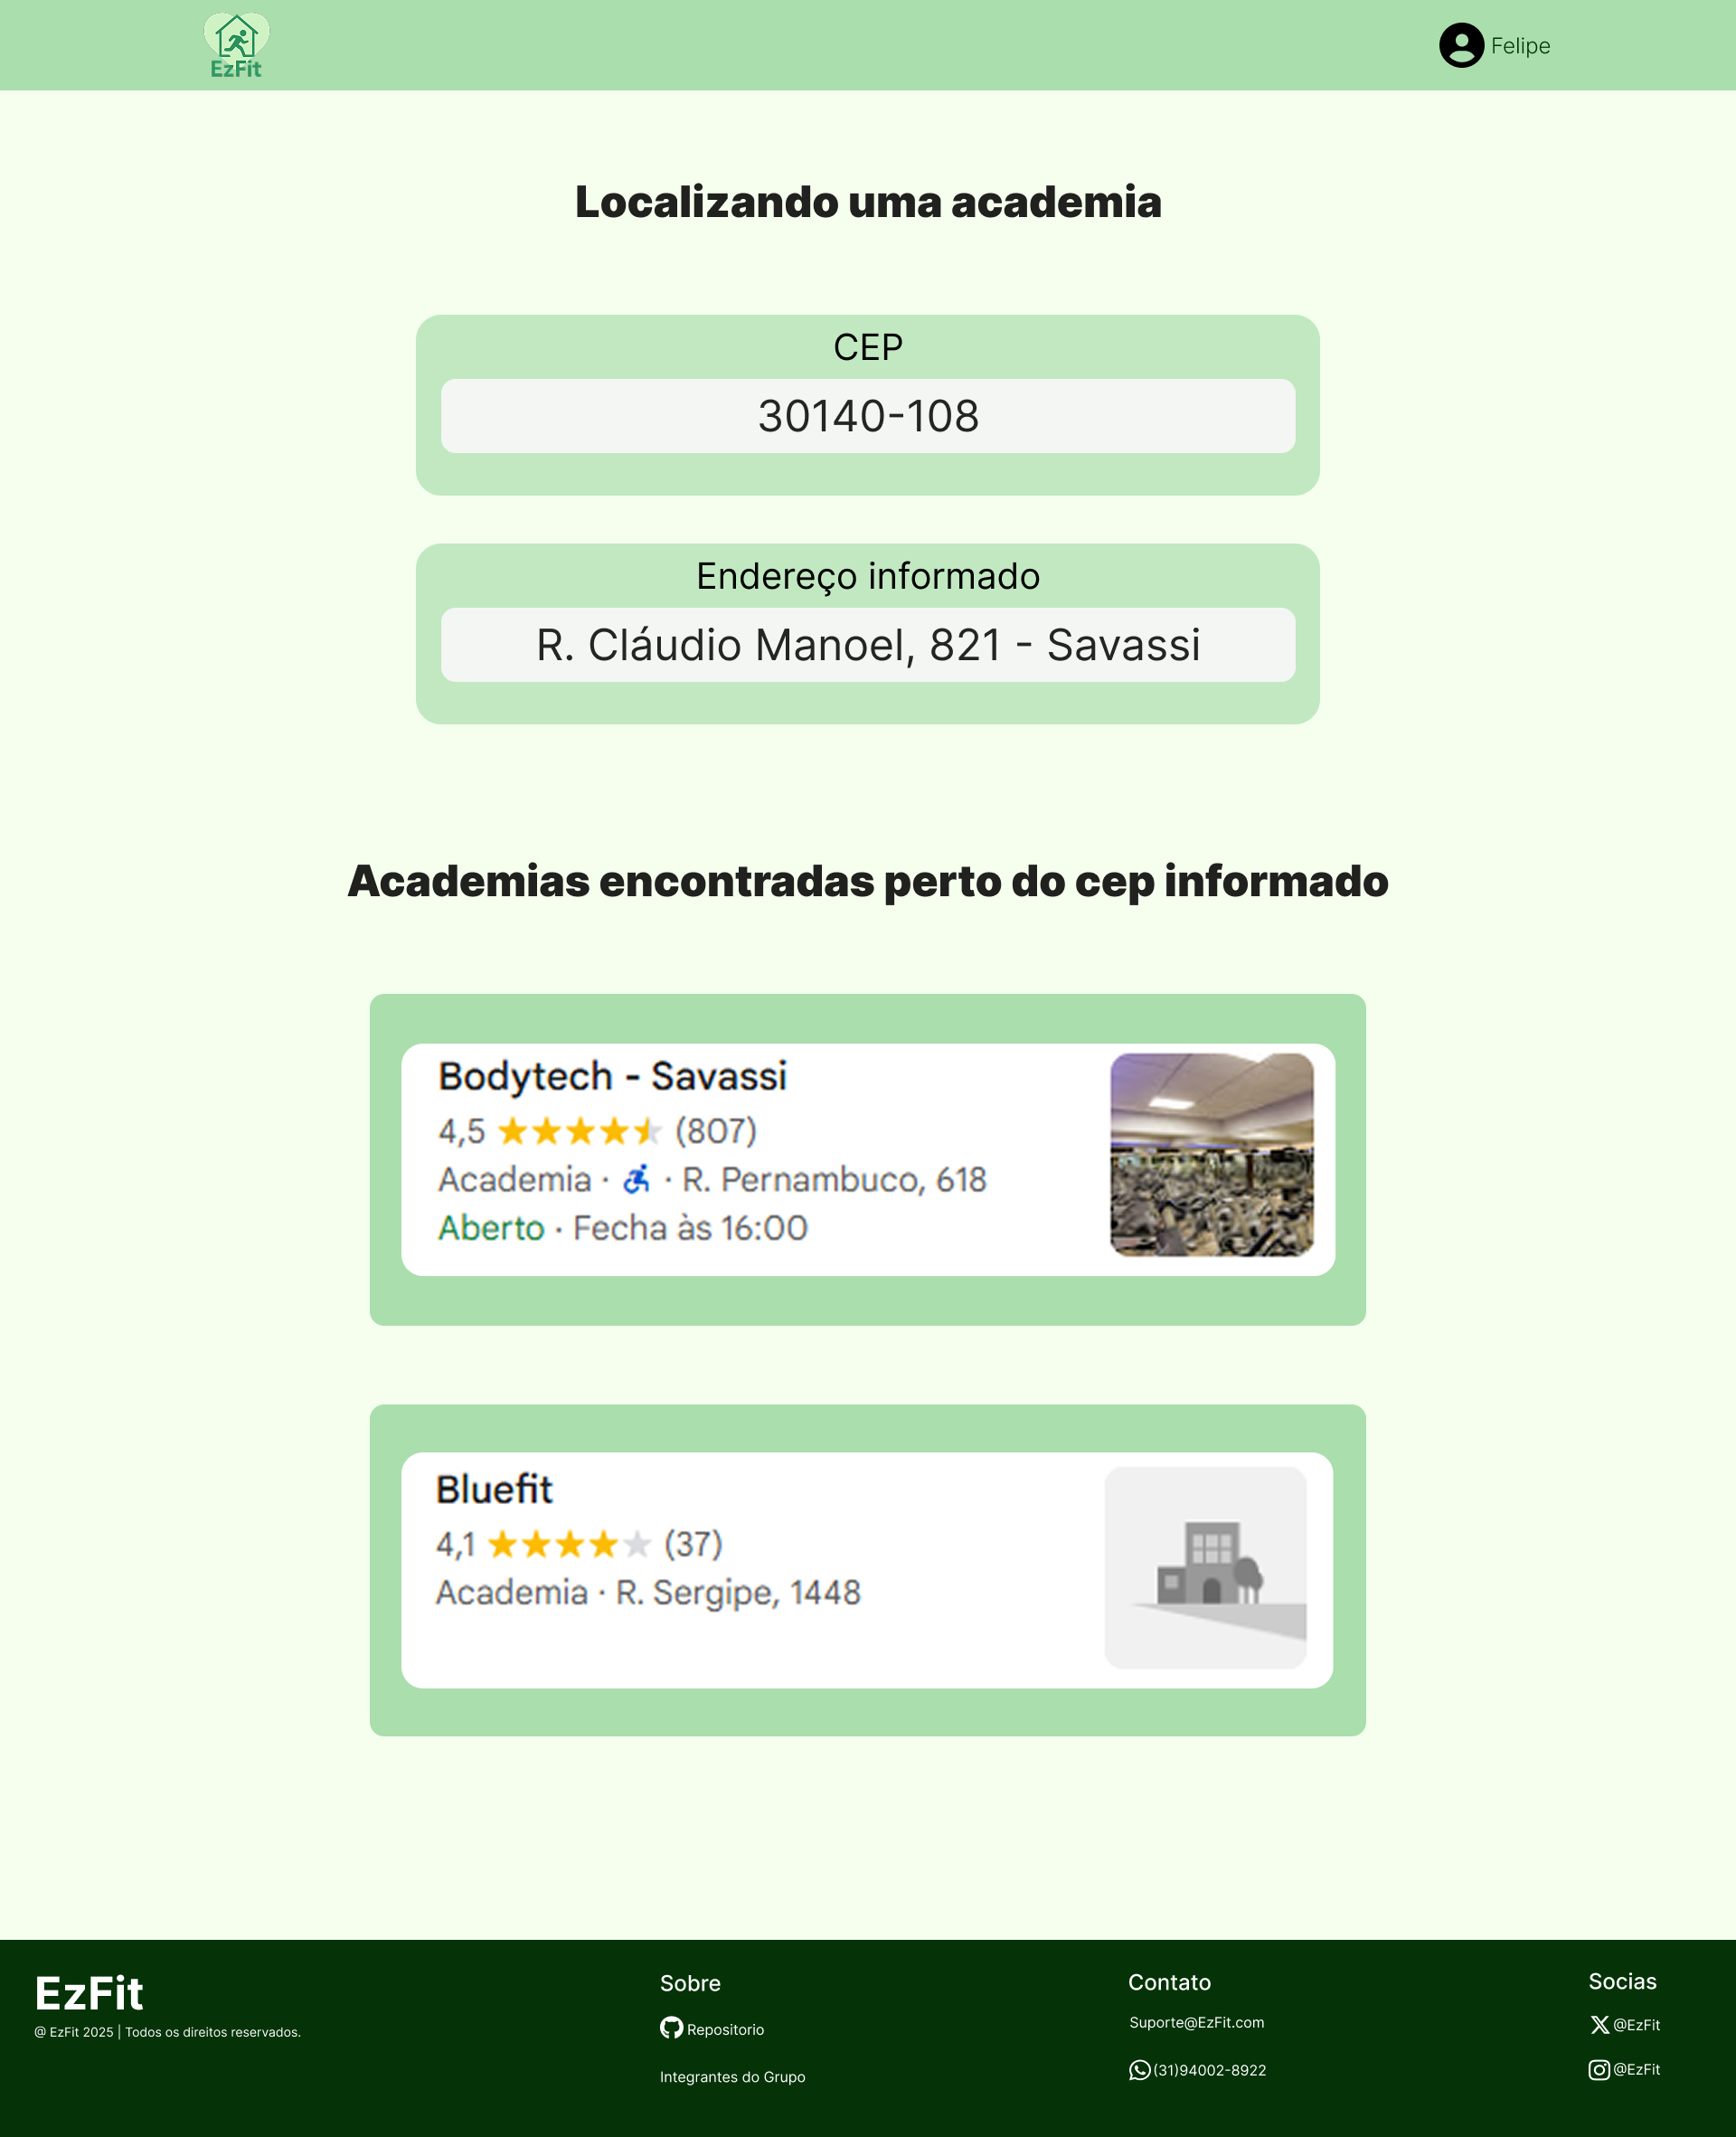 EzFit
Felipe
Localizando uma academia
CEP
30140-108
Endereço informado
R. Cláudio Manoel, 821 - Savassi
Academias encontradas perto do cep informado
Bodytech - Savassi
4,5 (807)
Academia · · R. Pernambuco, 618
Aberto · Fecha às 16:00
Bluefit
4,1 (37)
Academia · R. Sergipe, 1448
EzFit
@ EzFit 2025 | Todos os direitos reservados.
Sobre
Repositorio
Integrantes do Grupo
Contato
Suporte@EzFit.com
(31)94002-8922
Socias
@EzFit
@EzFit